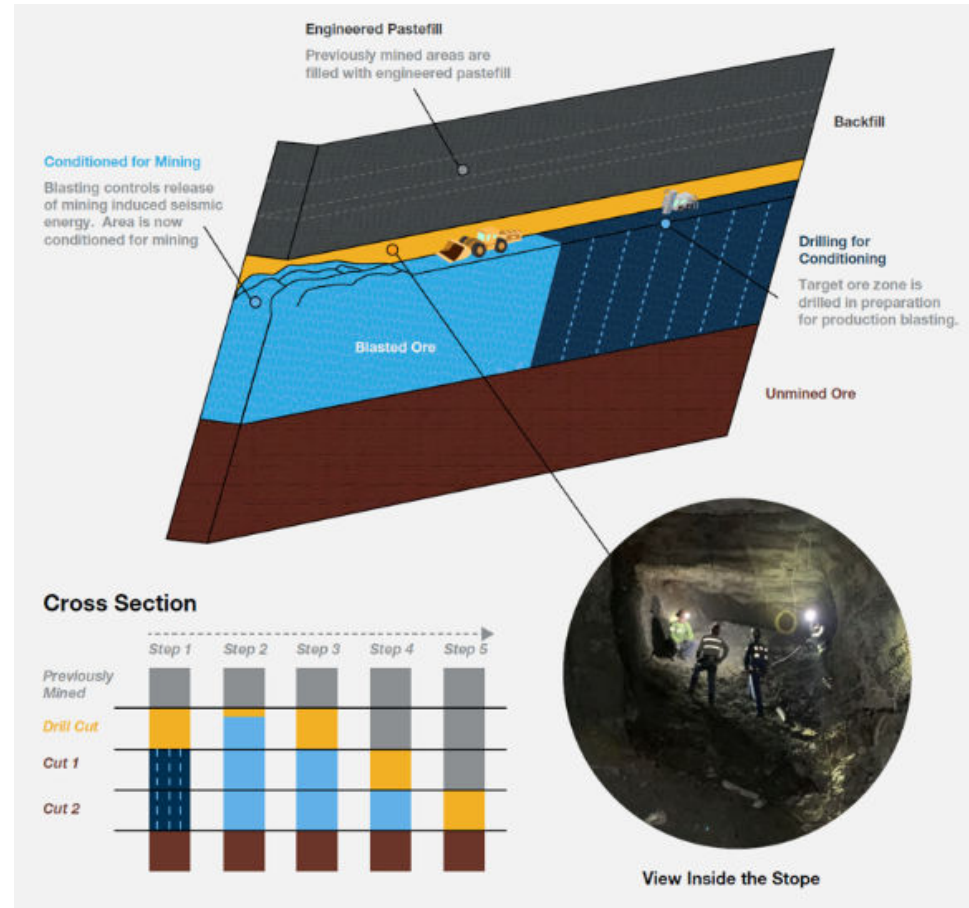 Engineered Pastefill
Previously mined areas are
filled with engineered pastefill
Backfill
Conditioned for Mining
Blasting controls release
of mining induced seismic
energy. Area is now
conditioned for mining
Drilling for
Conditioning
Target ore zone is
drilled in preparation
for production blasting.
Blasted Ore
Unmined Ore
Cross Section
Step 1 Step 2 Step 3 Step 4 Step 5
Previously
Mined
Drill Cut
Cut 1
Cut 2
View Inside the Stope